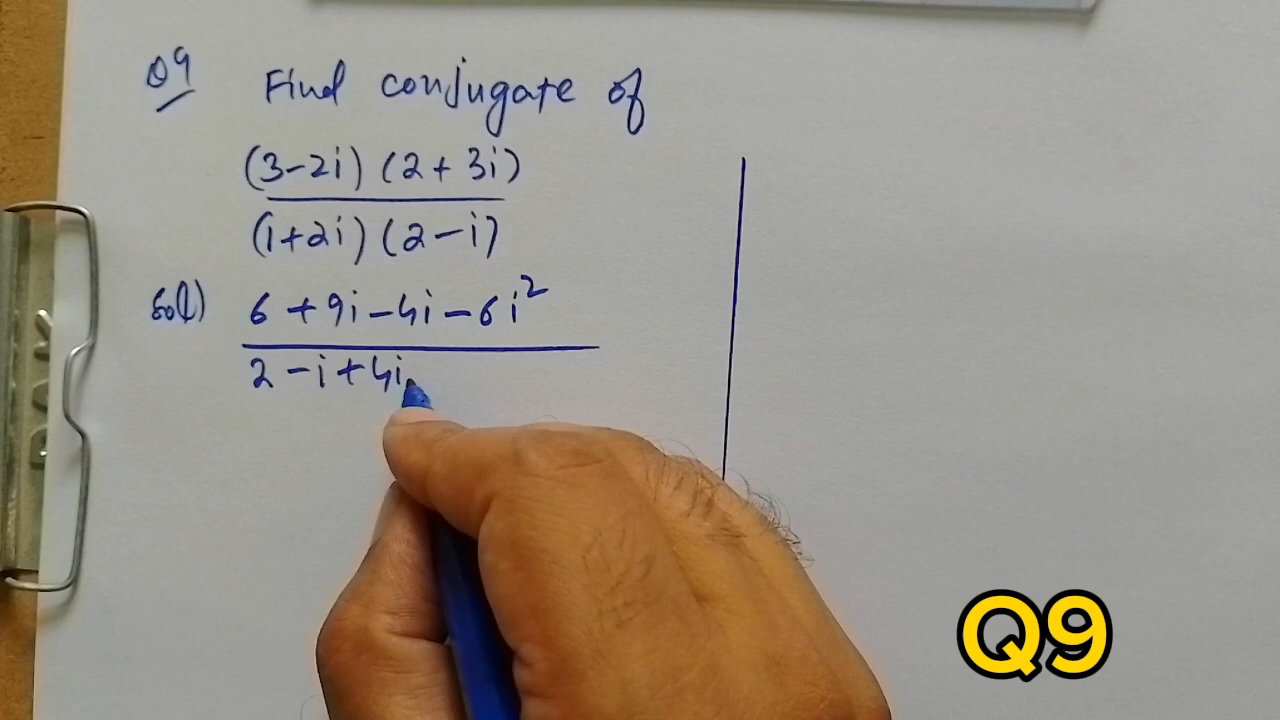 Q9 Find conjugate of
(3-2i) (2+3i)
(1+2i) (2-i)
Sol) 6+9i-4i-6i²
2-i+4i
Q9